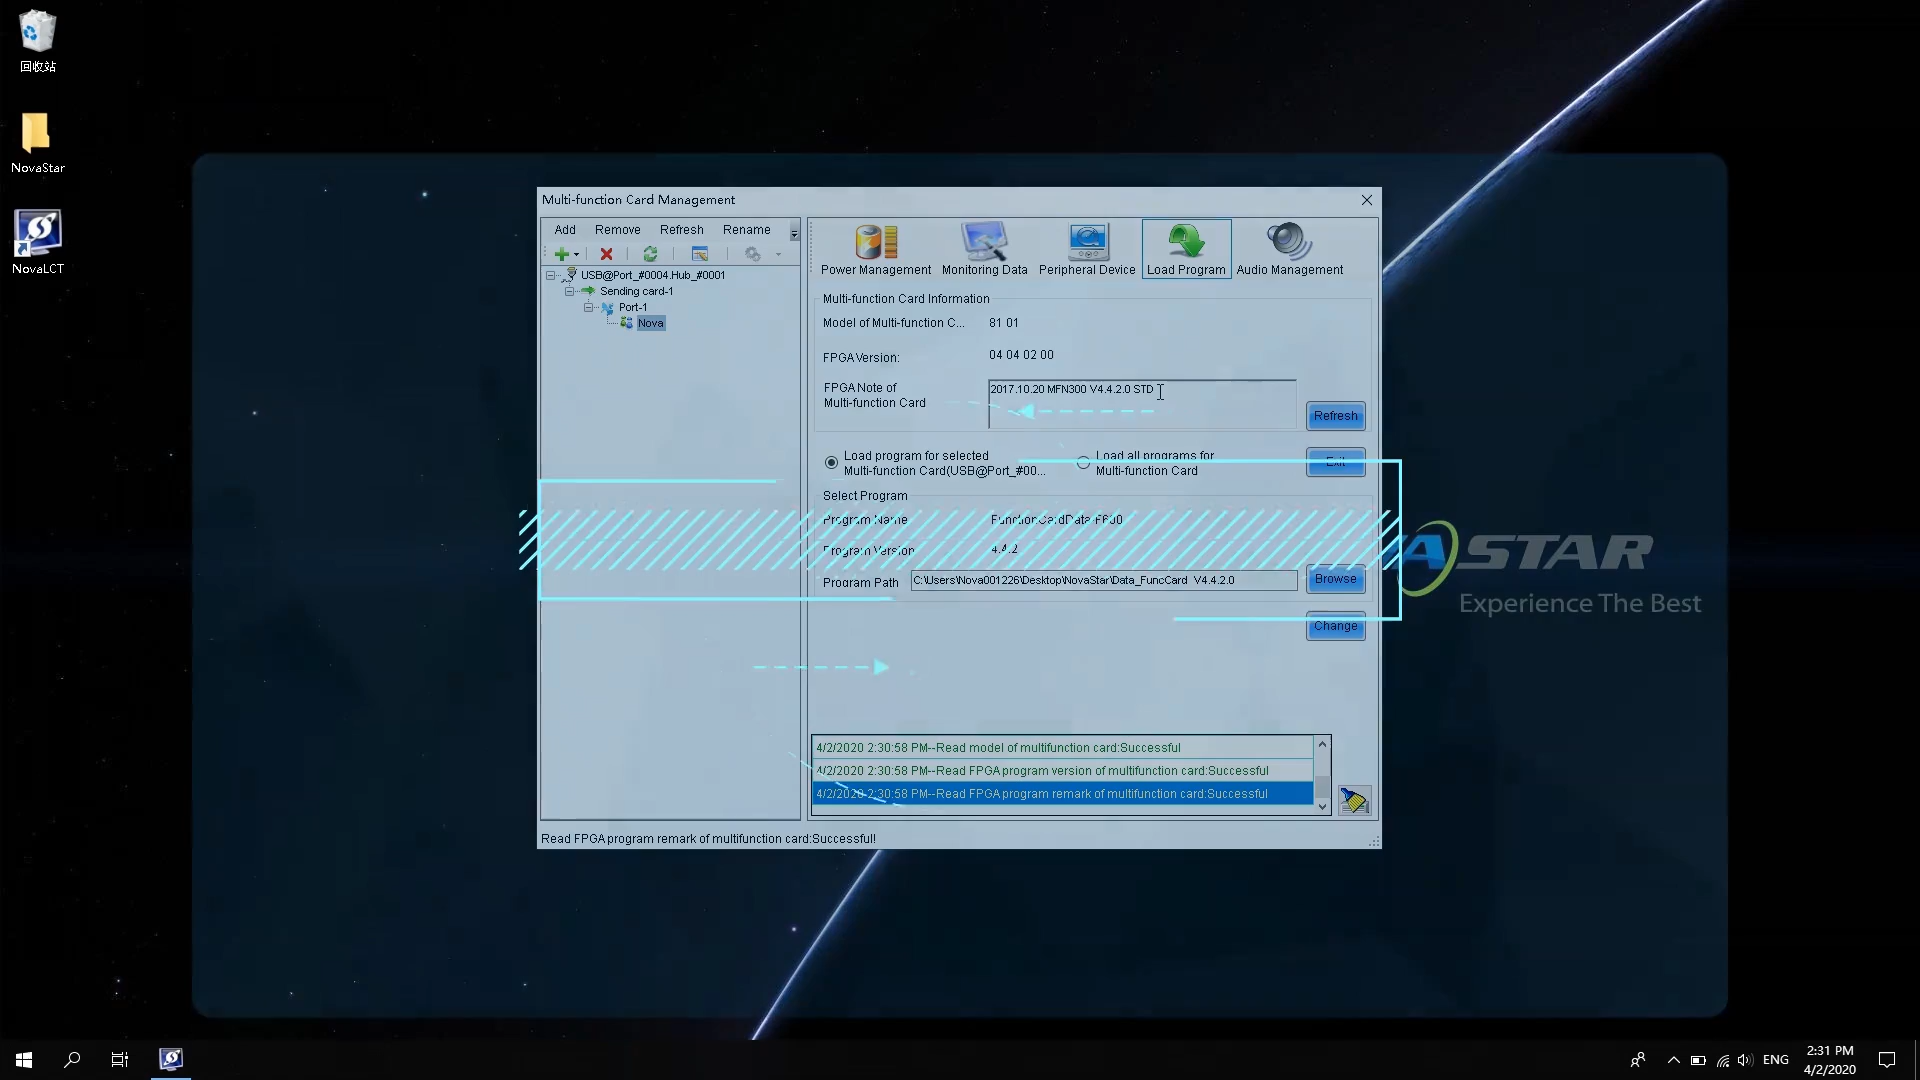 回收站
NovaStar
NovaLCT
Multi-function Card Management
Add Remove Refresh Rename
USB@Port_#0004.Hub_#0001
Sending card-1
Port-1
Nova
Power Management Monitoring Data Peripheral Device Load Program Audio Management
Multi-function Card Information
Model of Multi-function C... 81 01
FPGA Version: 04 04 02 00
FPGA Note of
Multi-function Card
2017.10.20 MFN300 V4.4.2.0 STD
Refresh
Load program for selected
Multi-function Card(USB@Port_#00...
Load all programs for
Multi-function Card
Exit
Select Program
Program Name FunctionCardData-F600
Program Version 4.4.2
Program Path C:\Users\Nova001226\Desktop\NovaStar\Data_FuncCard V4.4.2.0 Browse
Change
4/2/2020 2:30:58 PM--Read model of multifunction card:Successful
4/2/2020 2:30:58 PM--Read FPGA program version of multifunction card:Successful
4/2/2020 2:30:58 PM--Read FPGA program remark of multifunction card:Successful
Read FPGA program remark of multifunction card:Successful!
ASTAR
Experience The Best
ENG
2:31 PM
4/2/2020